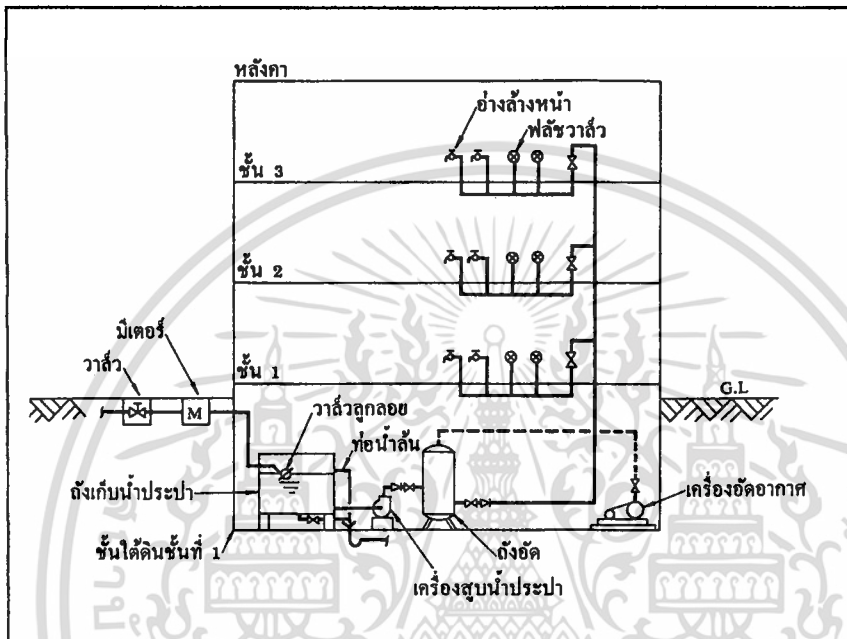 หลังคา
อ่างล้างหน้า
ฟลัชวาล์ว
ชั้น 3
ชั้น 2
มิเตอร์
วาล์ว
ชั้น 1
G.L
M
วาล์วลูกลอย
ท่อน้ำล้น
ถังเก็บน้ำประปา
เครื่องอัดอากาศ
ชั้นใต้ดินชั้นที่ 1
ถังอัด
เครื่องสูบน้ำประปา